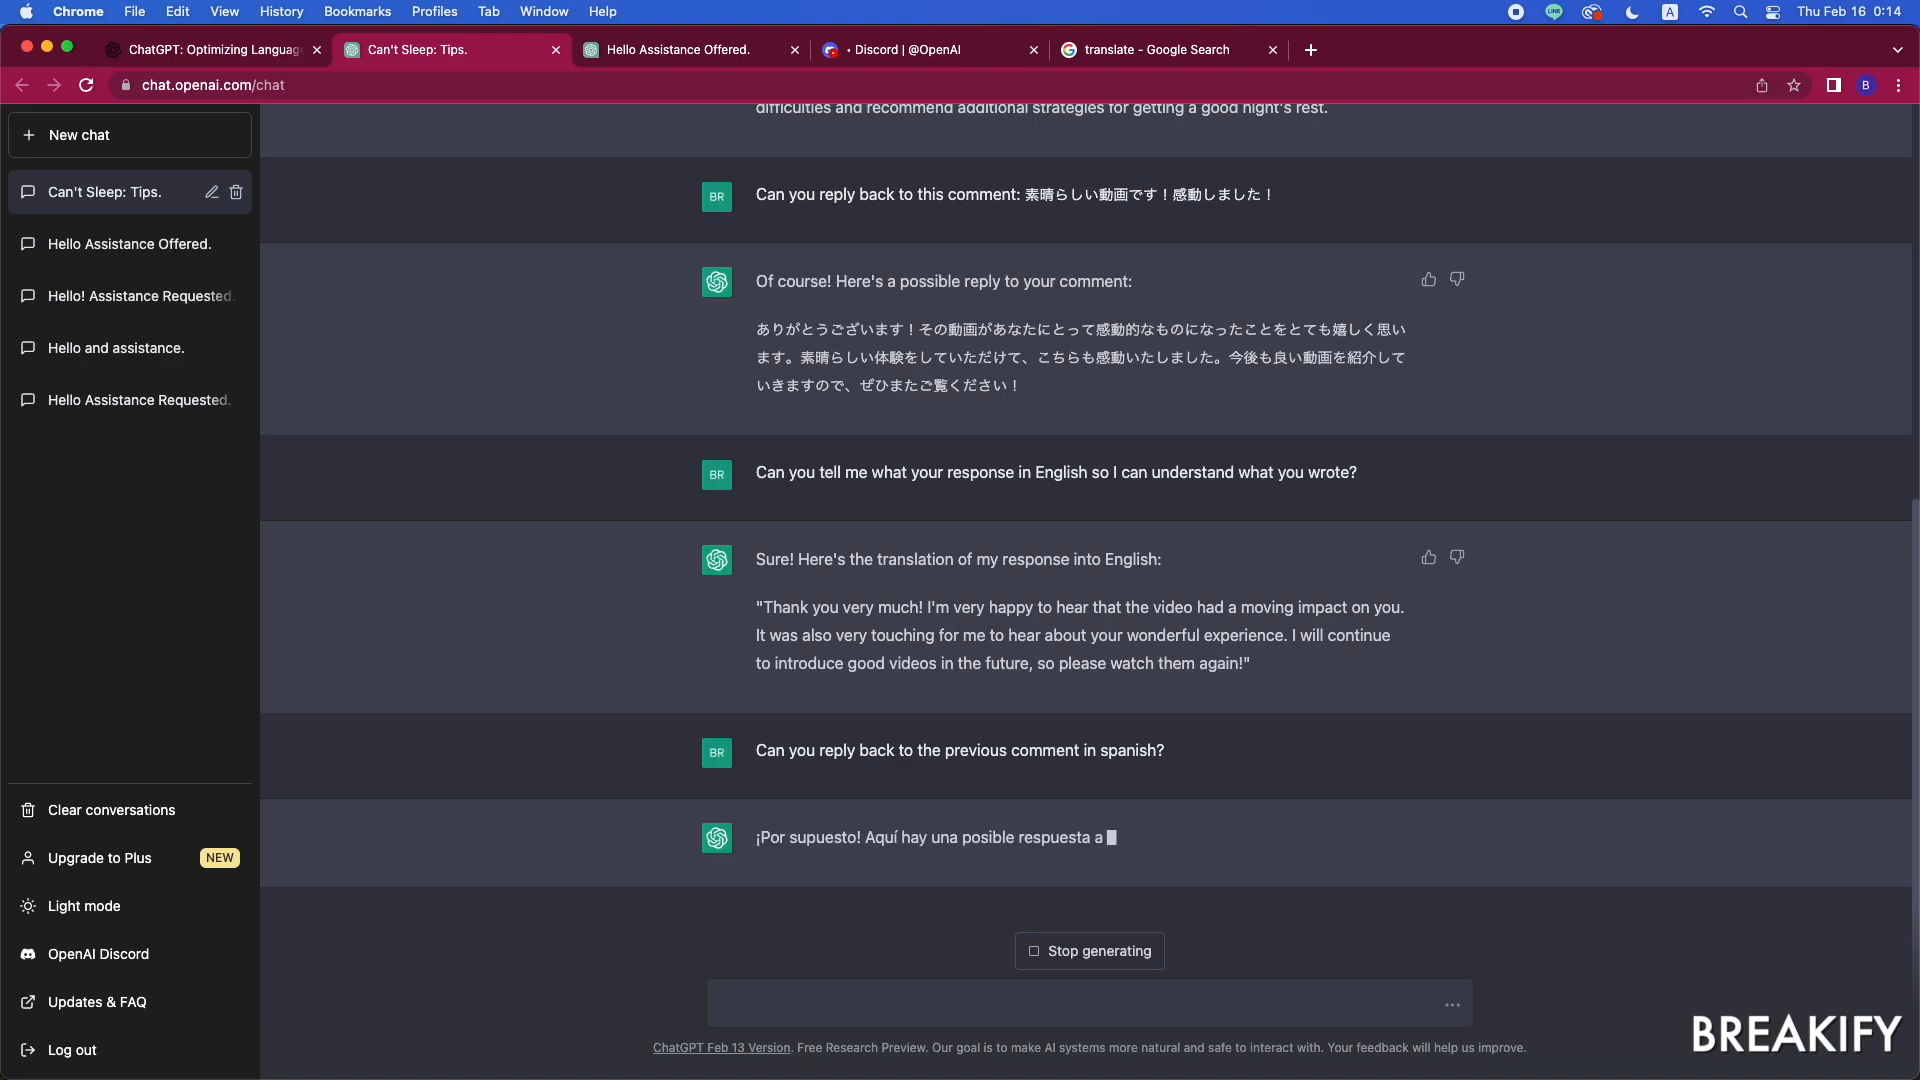 Chrome File Edit View History Bookmarks Profiles Tab Window Help LINE A Thu Feb 16 0:14
ChatGPT: Optimizing Language Can't Sleep: Tips. Hello Assistance Offered. • Discord | @OpenAI translate - Google Search
chat.openai.com/chat B
New chat
Can't Sleep: Tips.
Hello Assistance Offered.
Hello! Assistance Requested.
Hello and assistance.
Hello Assistance Requested.
Clear conversations
Upgrade to Plus NEW
Light mode
OpenAI Discord
Updates & FAQ
Log out
difficulties and recommend additional strategies for getting a good night's rest.
BR Can you reply back to this comment: 素晴らしい動画です！感動しました！
Of course! Here's a possible reply to your comment:
ありがとうございます！その動画があなたにとって感動的なものになったことをとても嬉しく思い
ます。素晴らしい体験をしていただけて、こちらも感動いたしました。今後も良い動画を紹介して
いきますので、ぜひまたご覧ください！
BR Can you tell me what your response in English so I can understand what you wrote?
Sure! Here's the translation of my response into English:
"Thank you very much! I'm very happy to hear that the video had a moving impact on you.
It was also very touching for me to hear about your wonderful experience. I will continue
to introduce good videos in the future, so please watch them again!"
BR Can you reply back to the previous comment in spanish?
¡Por supuesto! Aquí hay una posible respuesta a
Stop generating
ChatGPT Feb 13 Version. Free Research Preview. Our goal is to make AI systems more natural and safe to interact with. Your feedback will help us improve.
BREAKIFY